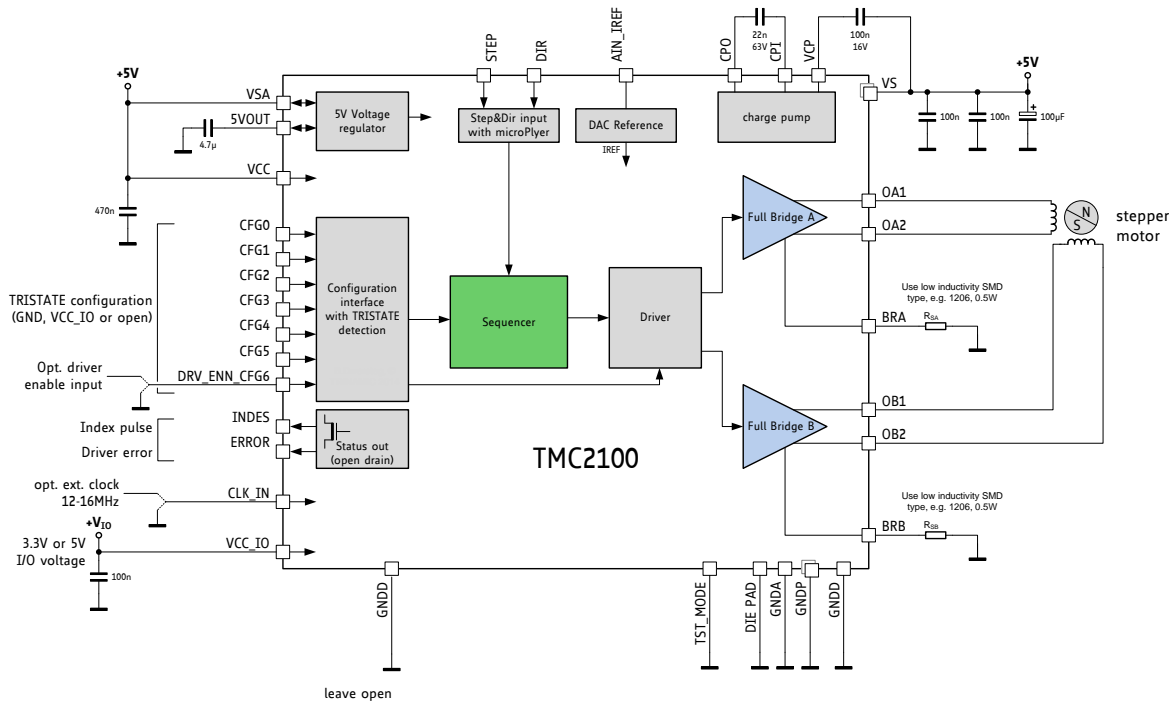 STEP
DIR
AIN_IREF
CPO
22n
63V
CPI
VCP
100n
16V
+5V
+5V
VSA
VS
5VOUT
4.7µ
5V Voltage
regulator
Step&Dir input
with microPlyer
DAC Reference
IREF
charge pump
100n
100n
+
100µF
VCC
470n
OA1
Full Bridge A
OA2
N
S
stepper
motor
CFG0
CFG1
CFG2
CFG3
CFG4
CFG5
DRV_ENN_CFG6
TRISTATE configuration
(GND, VCC_IO or open)
Opt. driver
enable input
Configuration
interface
with TRISTATE
detection
Sequencer
Driver
Use low inductivity SMD
type, e.g. 1206, 0.5W
BRA
RSA
OB1
Full Bridge B
OB2
Index pulse
Driver error
INDES
ERROR
Status out
(open drain)
TMC2100
opt. ext. clock
12-16MHz
CLK_IN
Use low inductivity SMD
type, e.g. 1206, 0.5W
BRB
RSB
+VIO
3.3V or 5V
I/O voltage
VCC_IO
100n
GNDD
TST_MODE
DIE PAD
GNDA
GNDP
GNDD
leave open